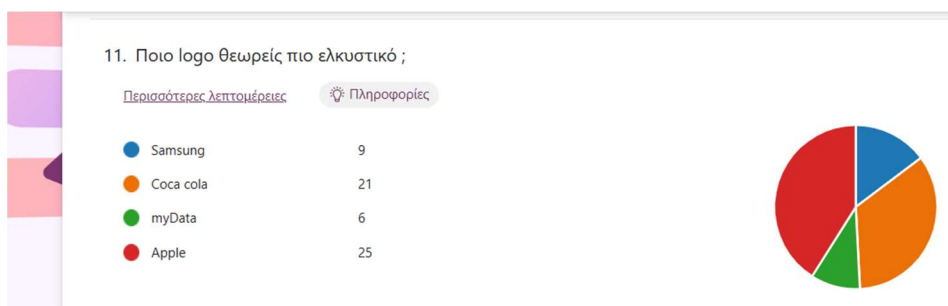 11. Ποιο logo θεωρείς πιο ελκυστικό ;
Περισσότερες λεπτομέρειες Πληροφορίες
Samsung 9
Coca cola 21
myData 6
Apple 25